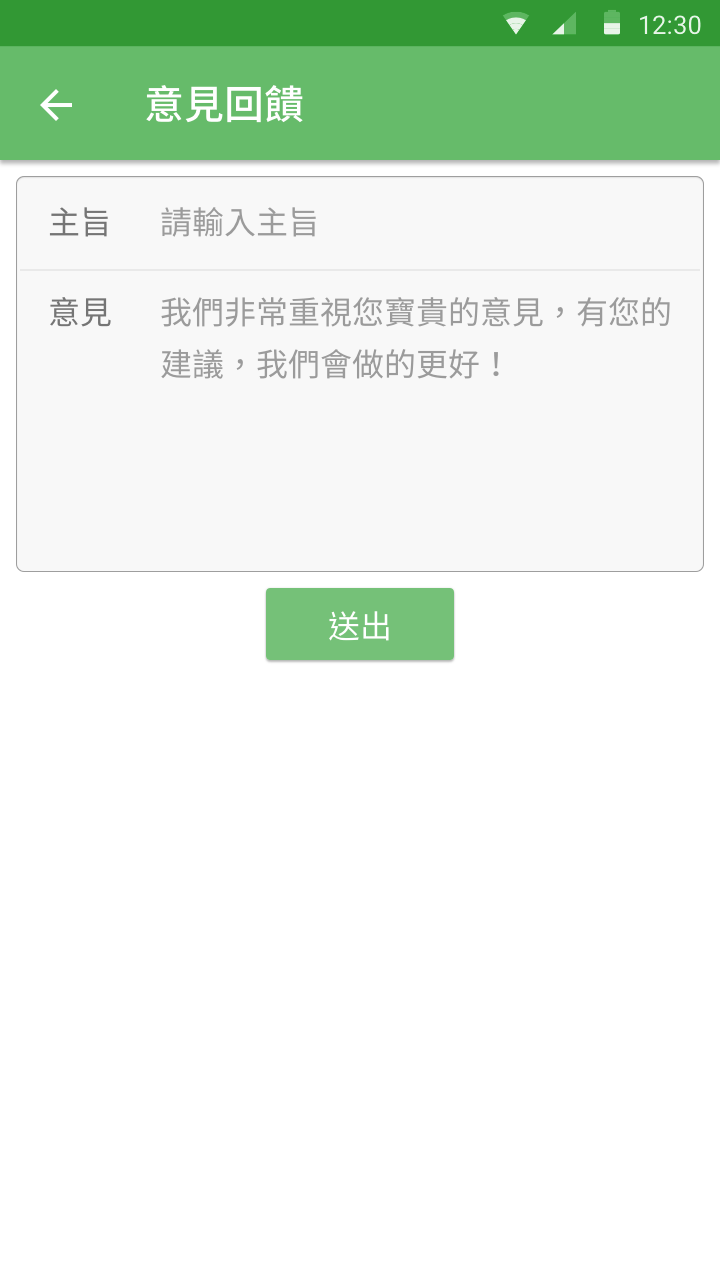 12:30
意見回饋
主旨 請輸入主旨
意見 我們非常重視您寶貴的意見，有您的
建議，我們會做的更好！
送出